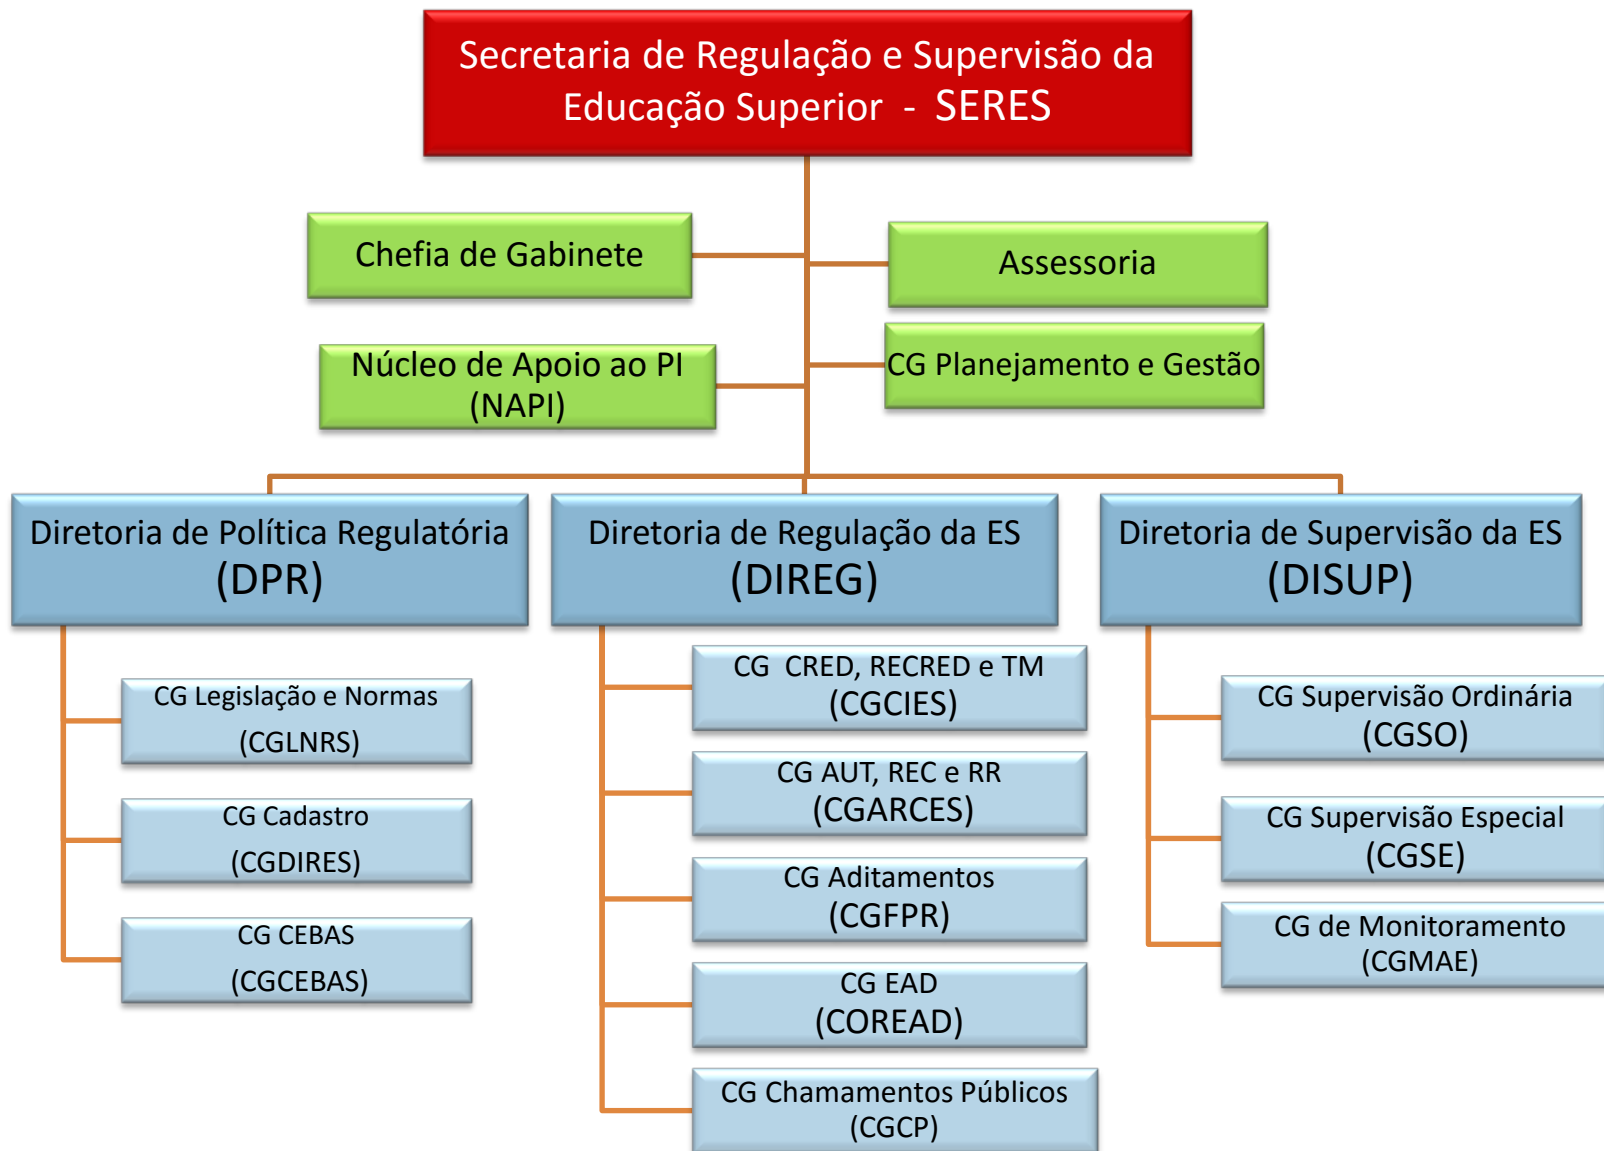 Secretaria de Regulação e Supervisão da
Educação Superior - SERES
Chefia de Gabinete
Assessoria
Núcleo de Apoio ao PI
(NAPI)
CG Planejamento e Gestão
Diretoria de Política Regulatória
(DPR)
Diretoria de Regulação da ES
(DIREG)
Diretoria de Supervisão da ES
(DISUP)
CG Legislação e Normas
(CGLNRS)
CG Cadastro
(CGDIRES)
CG CEBAS
(CGCEBAS)
CG CRED, RECRED e TM
(CGCIES)
CG AUT, REC e RR
(CGARCES)
CG Aditamentos
(CGFPR)
CG EAD
(COREAD)
CG Chamamentos Públicos
(CGCP)
CG Supervisão Ordinária
(CGSO)
CG Supervisão Especial
(CGSE)
CG de Monitoramento
(CGMAE)